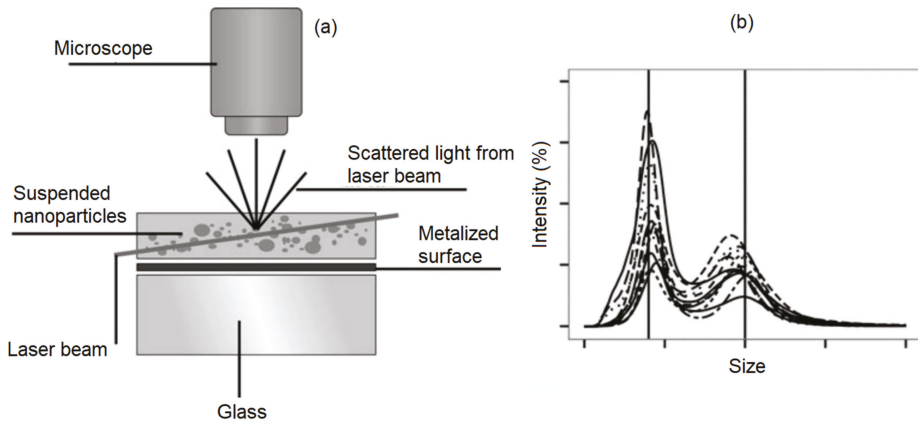 (a)
Microscope
Scattered light from
laser beam
Suspended
nanoparticles
Metalized
surface
Laser beam
Glass
(b)
Intensity (%)
Size